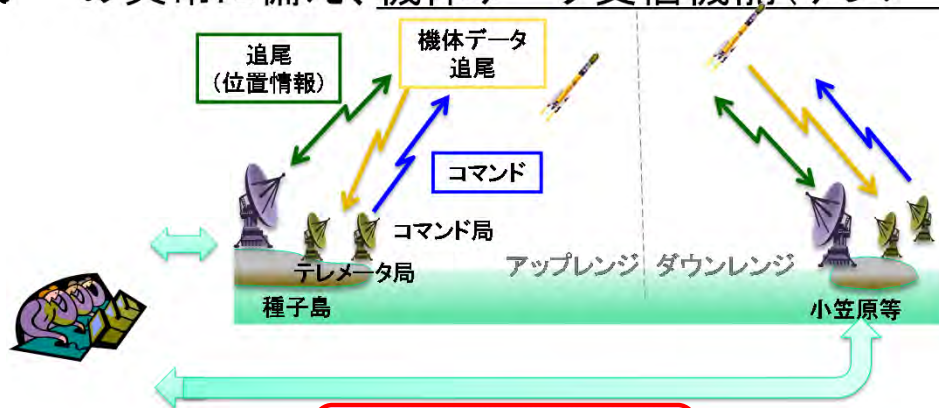 追尾
(位置情報)
機体データ
追尾
コマンド
コマンド局
テレメータ局
アップレンジ
ダウンレンジ
種子島
小笠原等